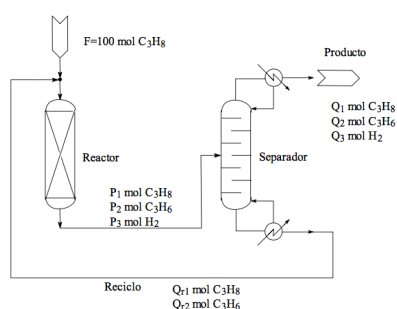 F=100 mol C3H8
Producto
Q1 mol C3H8
Q2 mol C3H6
Q3 mol H2
Reactor
Separador
P1 mol C3H8
P2 mol C3H6
P3 mol H2
Reciclo
Qr1 mol C3H8
Qr2 mol C3H6